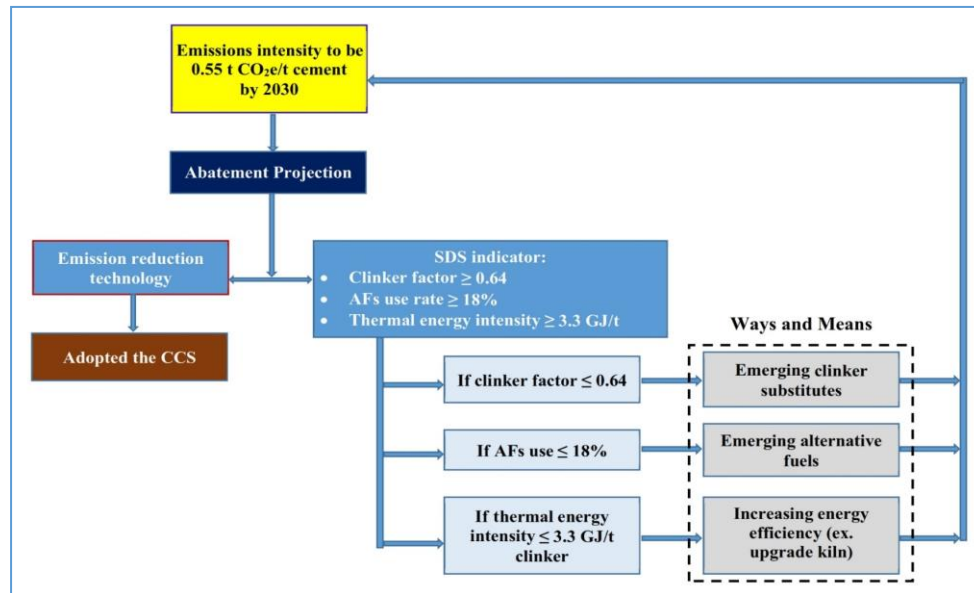 Emissions intensity to be
0.55 t CO₂e/t cement
by 2030
Abatement Projection
Emission reduction
technology
Adopted the CCS
SDS indicator:
• Clinker factor ≥ 0.64
• AFs use rate ≥ 18%
• Thermal energy intensity ≥ 3.3 GJ/t
Ways and Means
If clinker factor ≤ 0.64
Emerging clinker
substitutes
If AFs use ≤ 18%
Emerging alternative
fuels
If thermal energy
intensity ≤ 3.3 GJ/t
clinker
Increasing energy
efficiency (ex.
upgrade kiln)